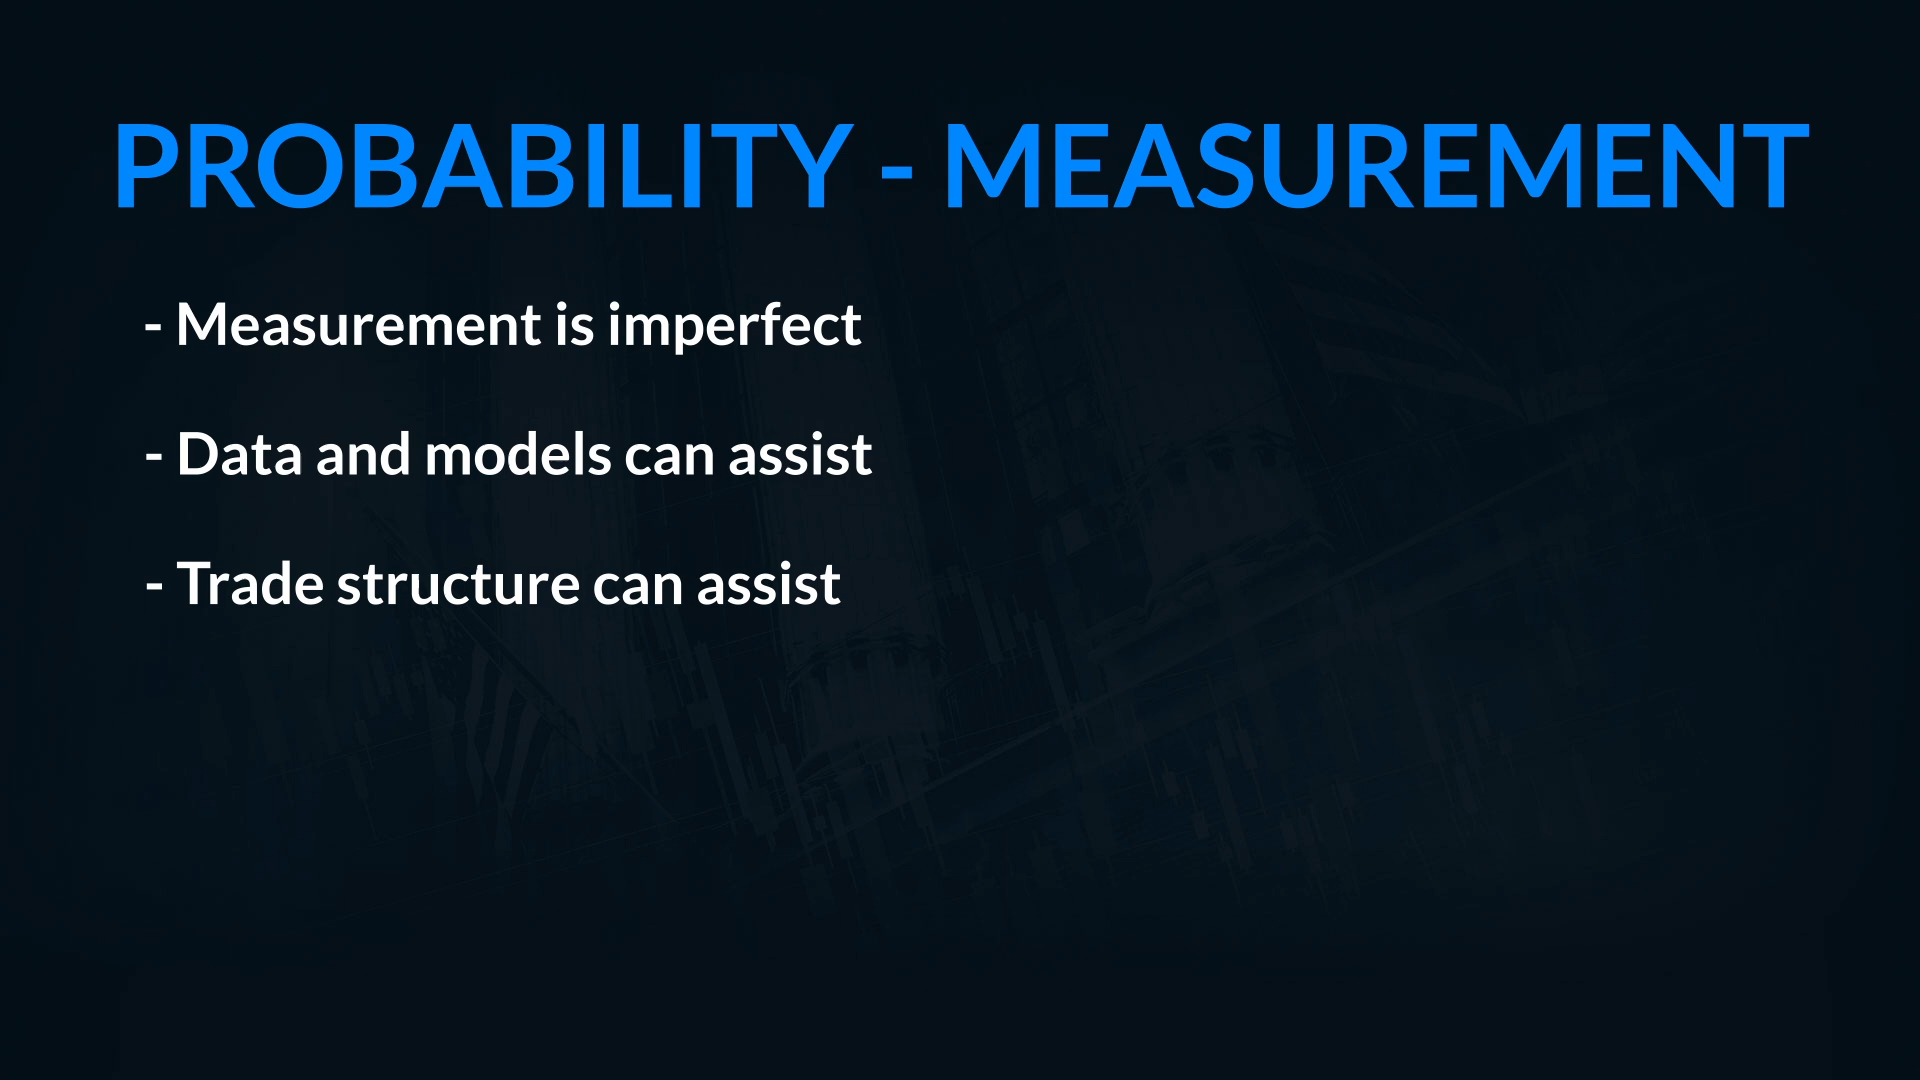 PROBABILITY - MEASUREMENT
- Measurement is imperfect
- Data and models can assist
- Trade structure can assist